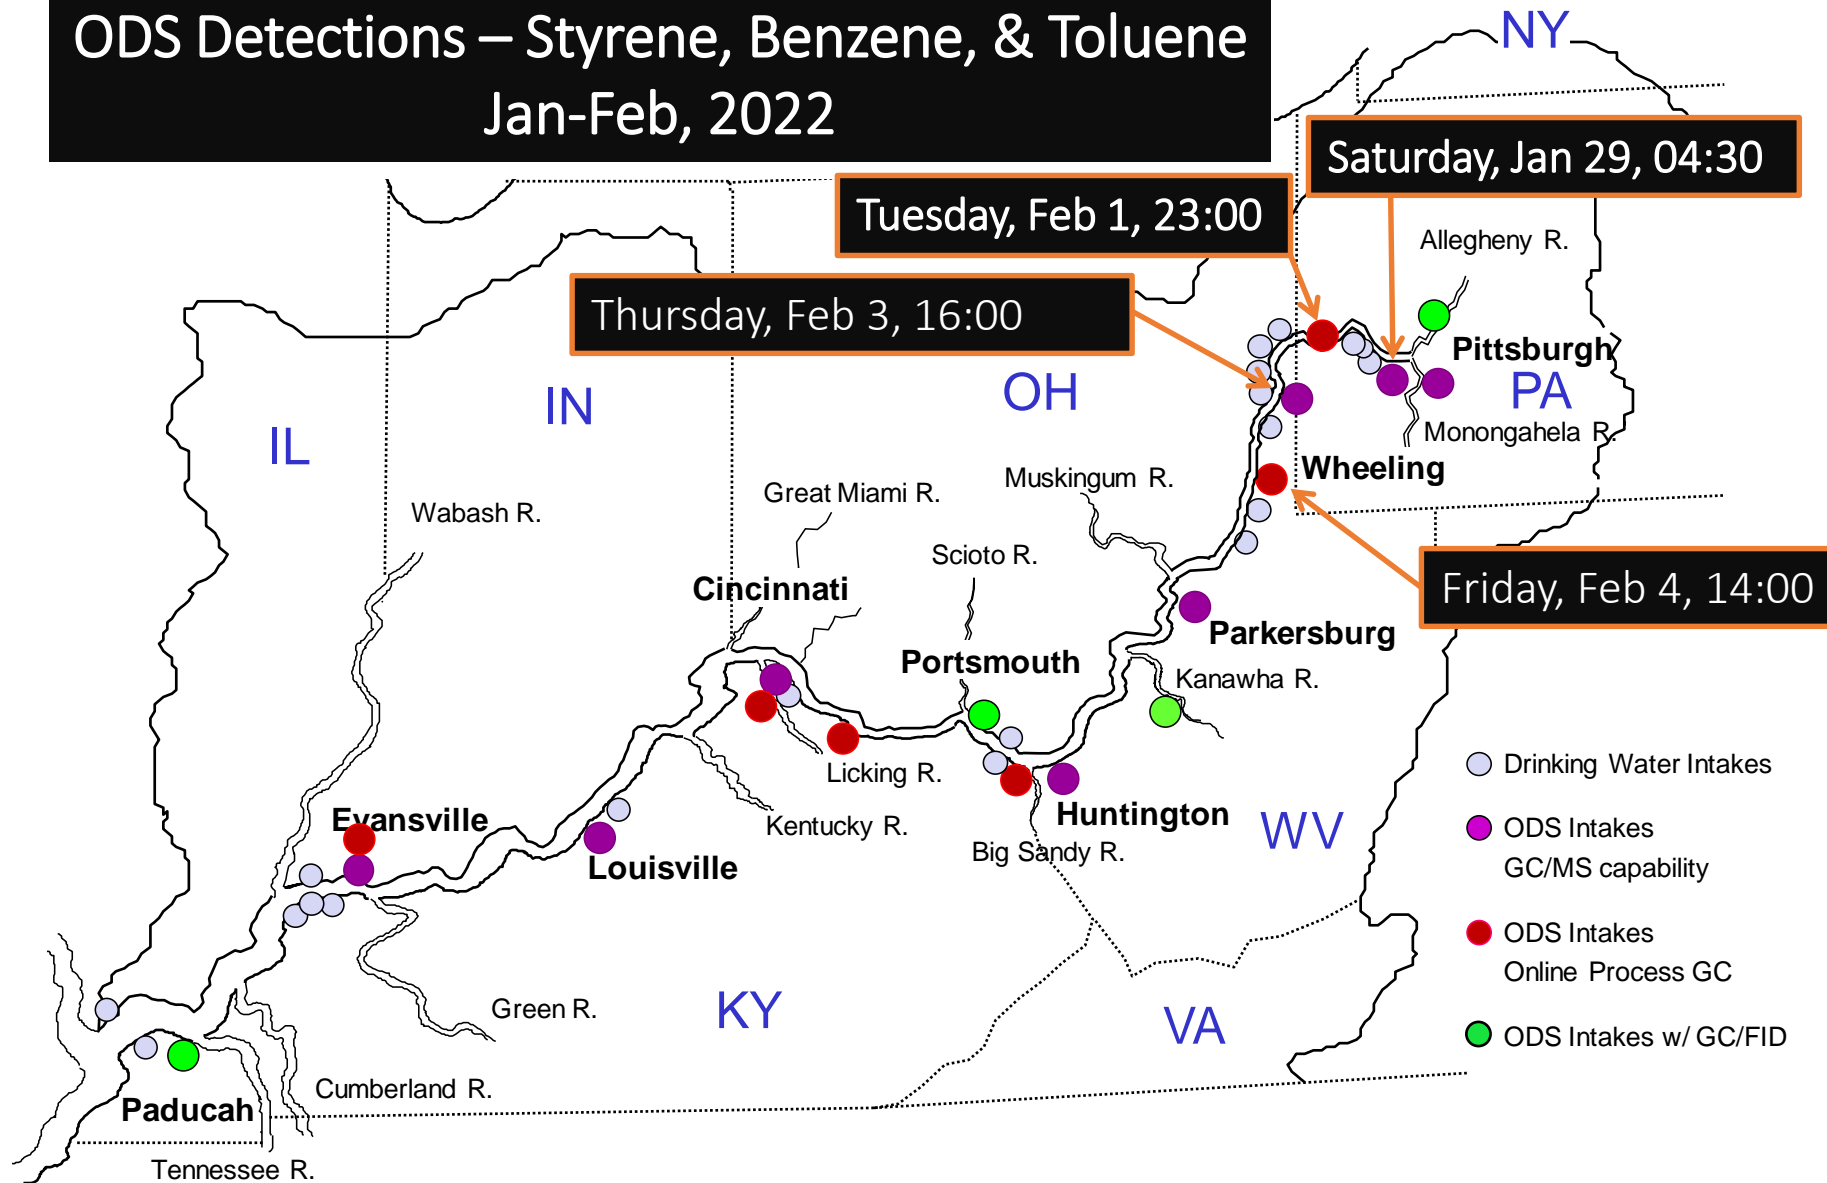 ODS Detections – Styrene, Benzene, & Toluene
Jan-Feb, 2022
NY
Saturday, Jan 29, 04:30
Tuesday, Feb 1, 23:00
Allegheny R.
Thursday, Feb 3, 16:00
Pittsburgh
OH
IN
PA
IL
Monongahela R.
Wheeling
Muskingum R.
Great Miami R.
Wabash R.
Scioto R.
Friday, Feb 4, 14:00
Cincinnati
Parkersburg
Portsmouth
Kanawha R.
Licking R.
Drinking Water Intakes
Evansville
Huntington
Kentucky R.
WV
ODS Intakes
GC/MS capability
Big Sandy R.
Louisville
ODS Intakes
Online Process GC
Green R.
KY
VA
ODS Intakes w/ GC/FID
Cumberland R.
Paducah
Tennessee R.